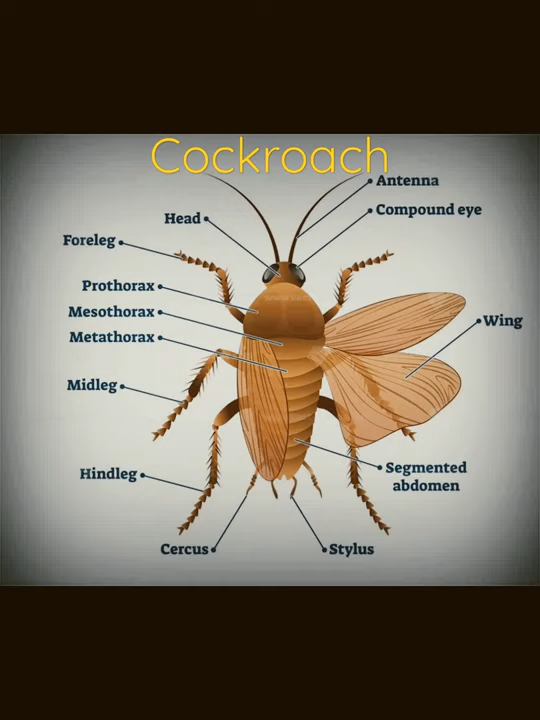 Cockroach
Antenna
Head
Compound eye
Foreleg
Prothorax
Mesothorax
Metathorax
Wing
Midleg
Hindleg
Segmented
abdomen
Cercus
Stylus